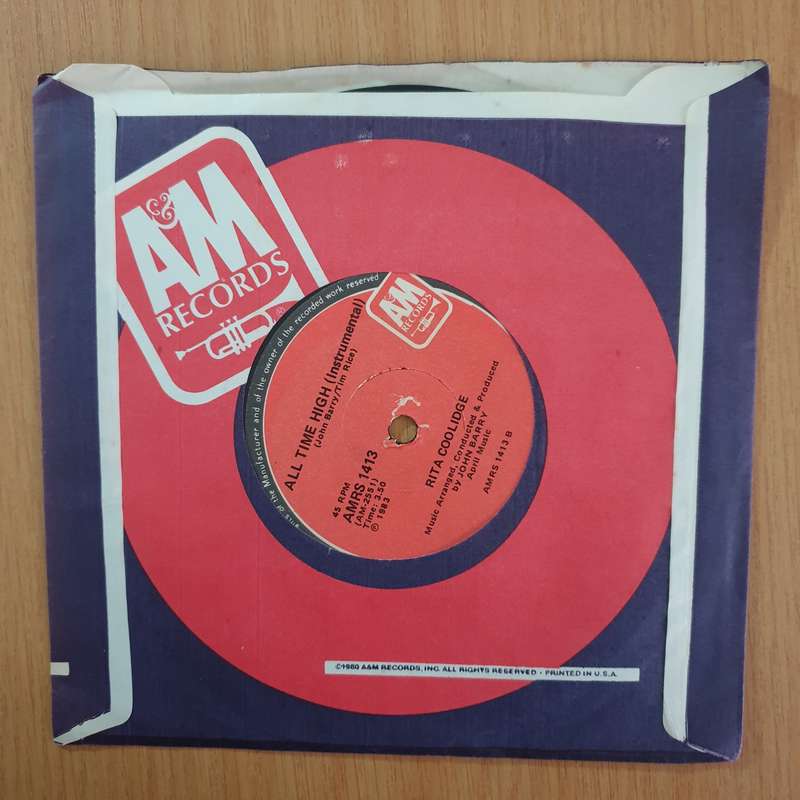 A&M
RECORDS
®
of the Manufacturer and of the owner of the recorded work reserved
A&M
RECORDS
ALL TIME HIGH (Instrumental)
(John Barry/Tim Rice)
45 RPM
AMRS 1413
(AM-2551)
Time: 3.50
℗ 1983
RITA COOLIDGE
Music Arranged, Conducted & Produced
by JOHN BARRY
April Music
AMRS 1413 B
©1980 A&M RECORDS, INC. ALL RIGHTS RESERVED • PRINTED IN U.S.A.